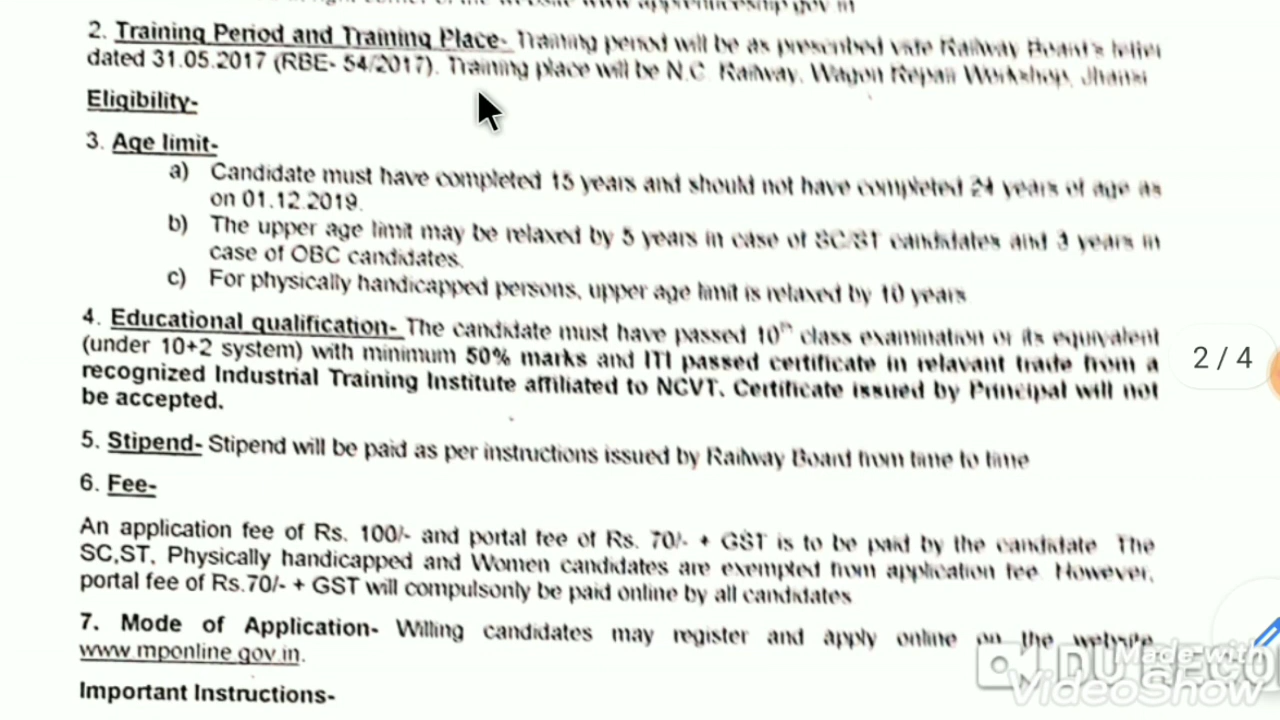 www apprenticeship gov in
2. Training Period and Training Place- Training period will be as prescribed vide Railway Board's letter
dated 31.05.2017 (RBE- 54/2017). Training place will be N.C. Railway, Wagon Repair Workshop, Jhansi
Eligibility-
3. Age limit-
a) Candidate must have completed 15 years and should not have completed 24 years of age as
on 01.12.2019.
b) The upper age limit may be relaxed by 5 years in case of SC/ST candidates and 3 years in
case of OBC candidates.
c) For physically handicapped persons, upper age limit is relaxed by 10 years
4. Educational qualification- The candidate must have passed 10th class examination or its equivalent
(under 10+2 system) with minimum 50% marks and ITI passed certificate in relavant trade from a
recognized Industrial Training Institute affiliated to NCVT. Certificate issued by Principal will not
be accepted.
2 / 4
5. Stipend- Stipend will be paid as per instructions issued by Railway Board from time to time
6. Fee-
An application fee of Rs. 100/- and portal fee of Rs. 70/- + GST is to be paid by the candidate. The
SC,ST, Physically handicapped and Women candidates are exempted from application fee. However,
portal fee of Rs.70/- + GST will compulsorily be paid online by all candidates
7. Mode of Application- Willing candidates may register and apply online on the website
www.mponline.gov.in.
Important Instructions-
Made with
VideoShow